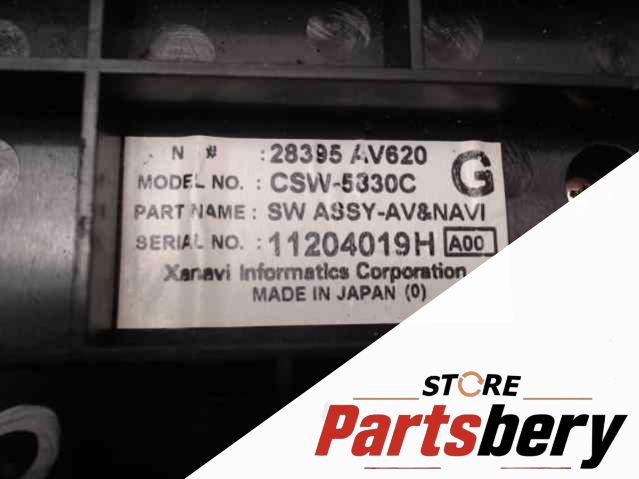 N # : 28395 AV620
MODEL NO. : CSW-5330C G
PART NAME : SW ASSY-AV&NAVI
SERIAL NO. : 11204019H A00
Xanavi Informatics Corporation
MADE IN JAPAN (0)
STORE
Partsbery